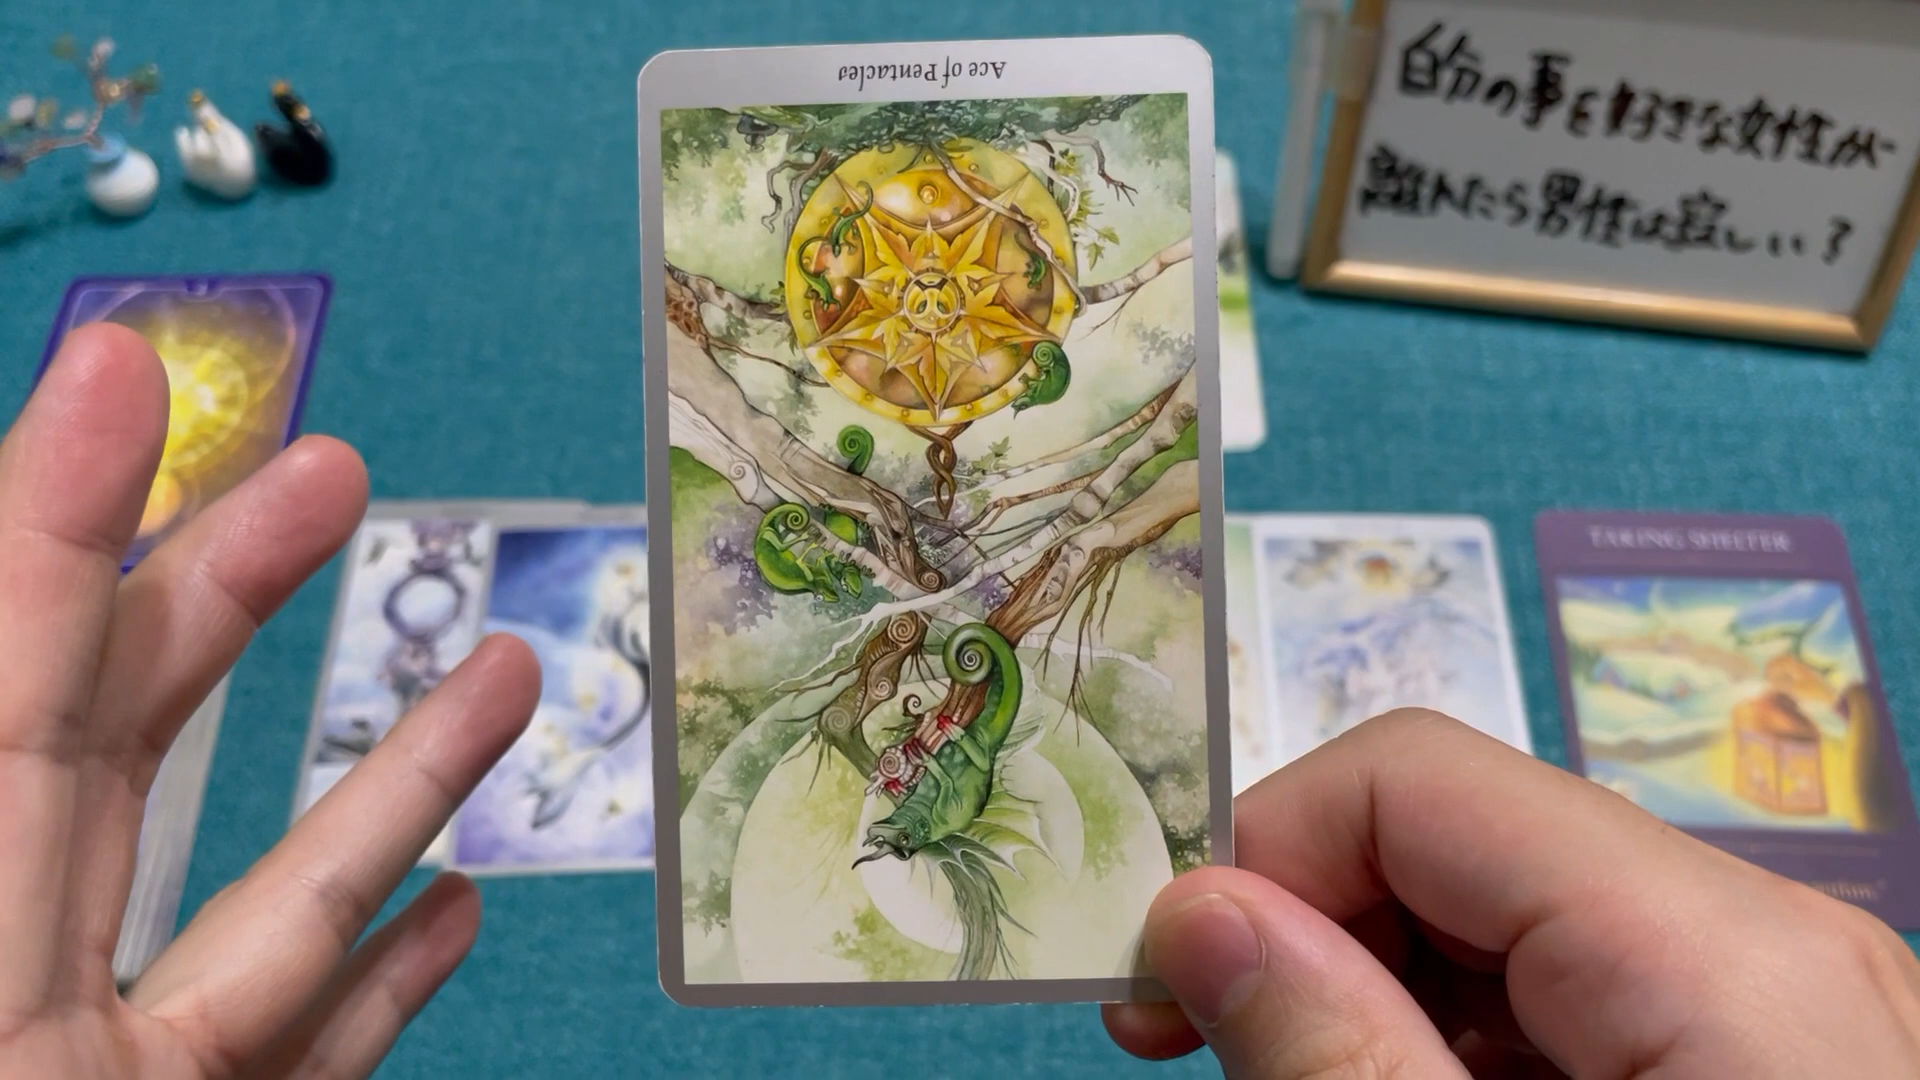 Ace of Pentacles
自分の事を好きな女性が
離れたら男性は寂しい？
TAKING SHELTER